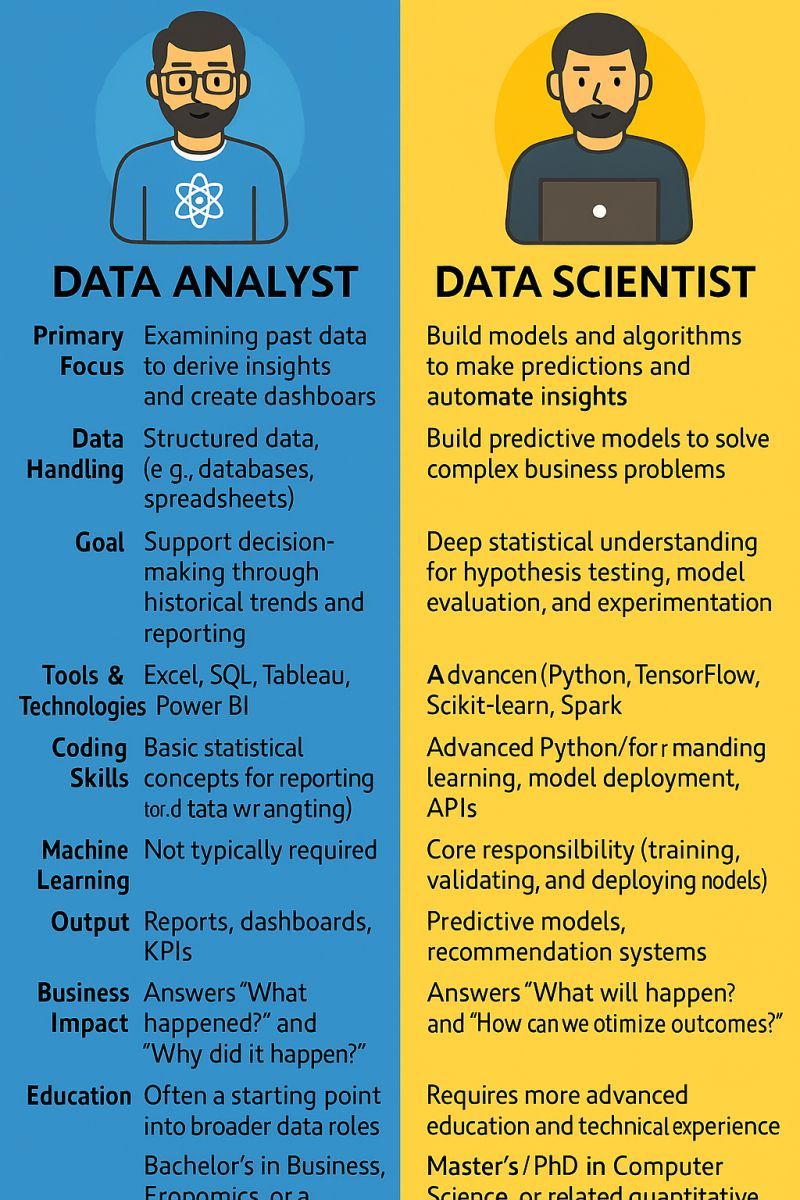 DATA ANALYST
DATA SCIENTIST
Primary Focus
Examining past data
to derive insights
and create dashboars
Build models and algorithms
to make predictions and
automate insights
Data Handling
Structured data,
(e g., databases,
spreadsheets)
Build predictive models to solve
complex business problems
Goal
Support decision-
making through
historical trends and
reporting
Deep statistical understanding
for hypothesis testing, model
evaluation, and experimentation
Tools &
Technologies
Excel, SQL, Tableau,
Power BI
Advancen (Python, TensorFlow,
Scikit-learn, Spark
Coding
Skills
Basic statistical
concepts for reporting
tor.d tata wr angting)
Advanced Python/for r manding
learning, model deployment,
APIs
Machine
Learning
Not typically required
Core responsilbility (training,
validating, and deploying nodels)
Output
Reports, dashboards,
KPIs
Predictive models,
recommendation systems
Business
Impact
Answers “What
happened?” and
”Why did it happen?”
Answers “What will happen?
and “How can we otimize outcomes?”
Education
Often a starting point
into broader data roles
Requires more advanced
education and technical experience
Bachelor’s in Business,
Eronomics, or a
Master’s / PhD in Computer
Science, or related quantitative